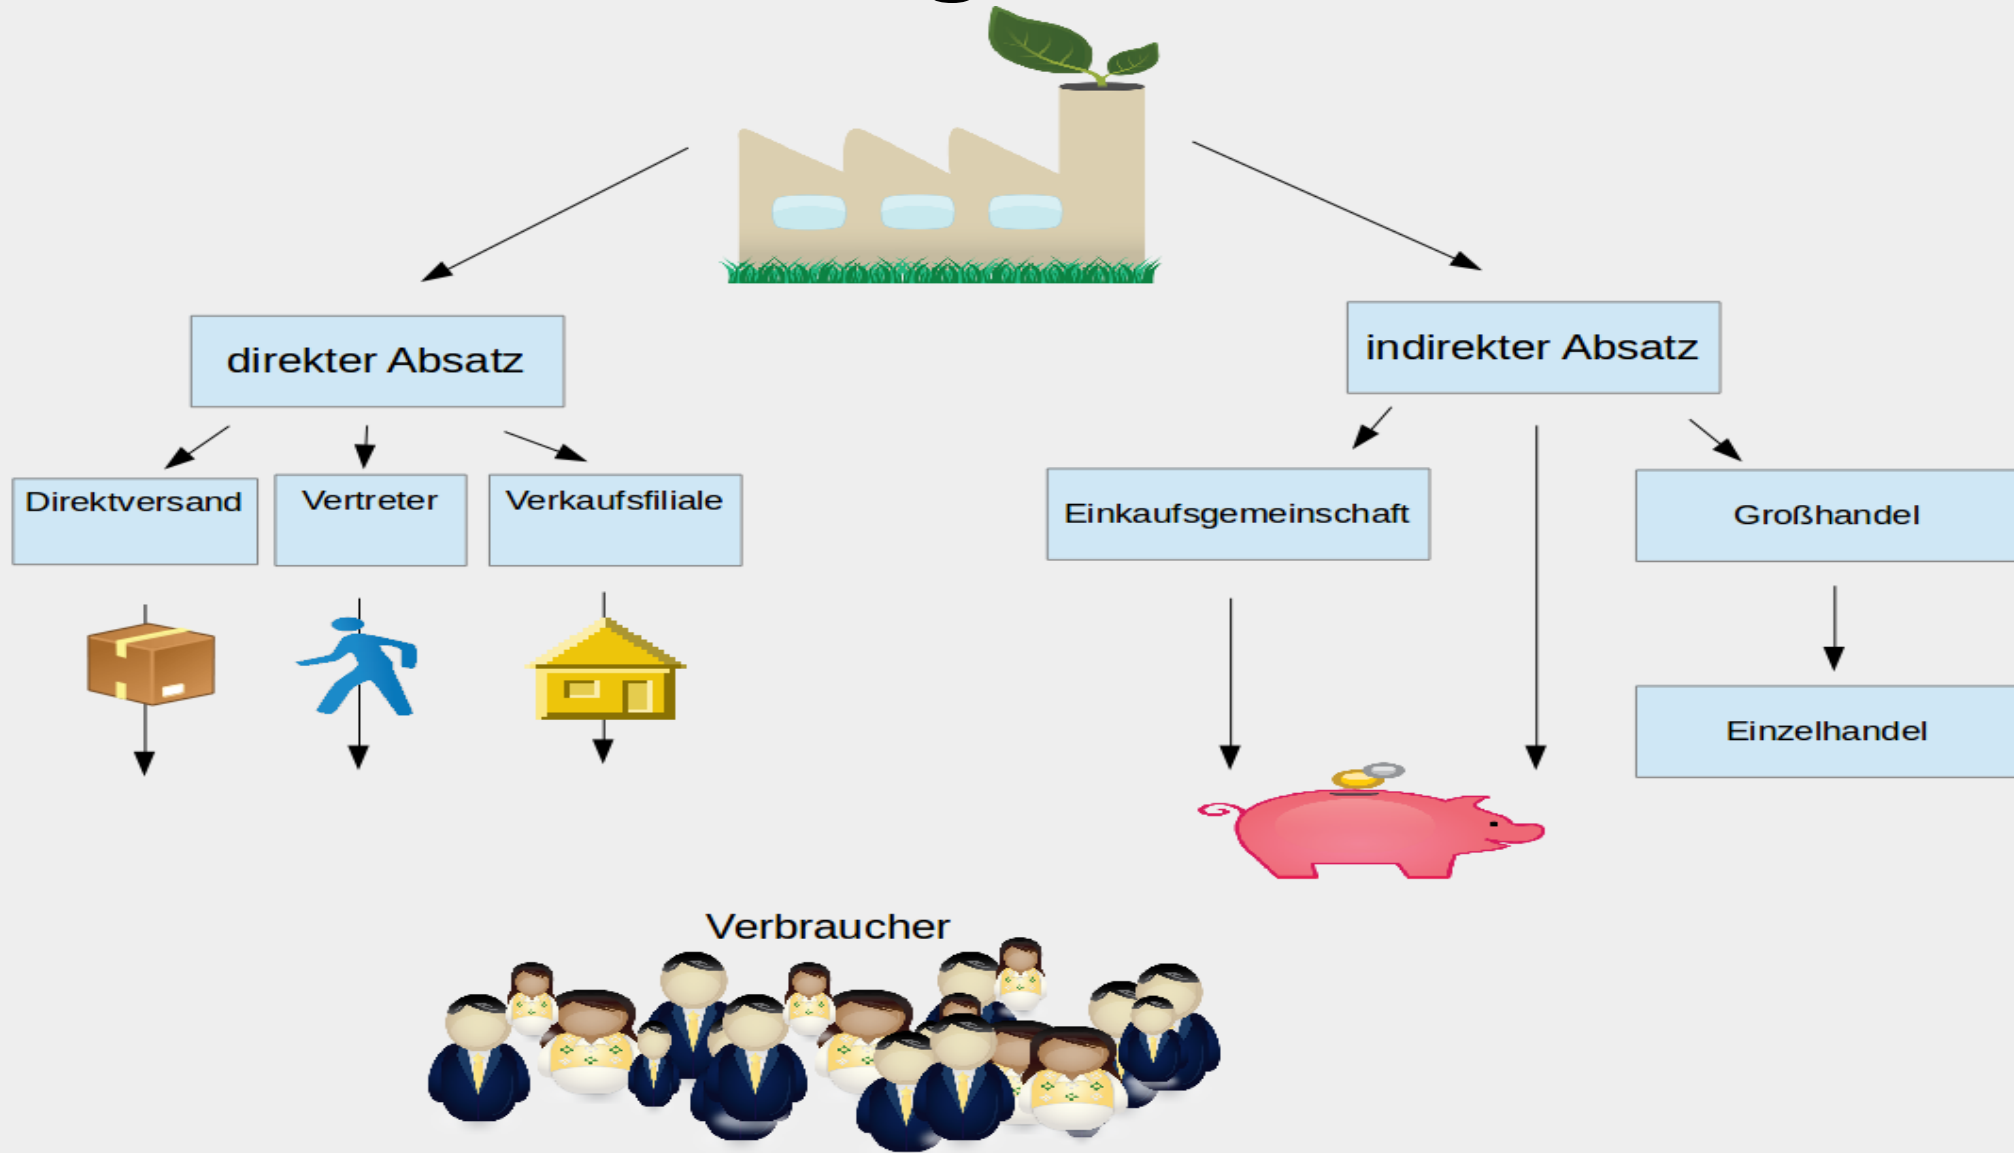 direkter Absatz
indirekter Absatz
Direktversand
Vertreter
Verkaufsfiliale
Einkaufsgemeinschaft
Großhandel
Einzelhandel
Verbraucher